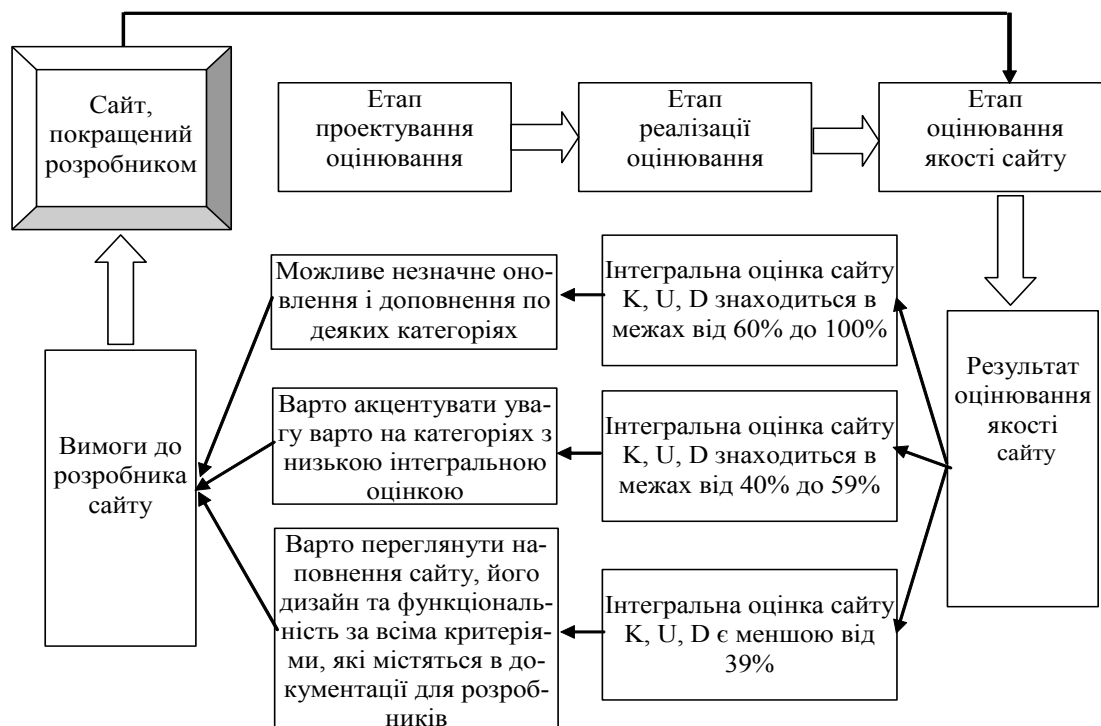 Сайт,
покращений
розробником
Етап
проектування
оцінювання
Етап
реалізації
оцінювання
Етап
оцінювання
якості сайту
Можливе незначне оно-
влення і доповнення по
деяких категоріях
Інтегральна оцінка сайту
K, U, D знаходиться в
межах від 60% до 100%
Результат
оцінювання
якості
сайту
Вимоги до
розробника
сайту
Варто акцентувати ува-
гу варто на категоріях з
низькою інтегральною
оцінкою
Інтегральна оцінка сайту
K, U, D знаходиться в
межах від 40% до 59%
Варто переглянути на-
повнення сайту, його
дизайн та функціональ-
ність за всіма критерія-
ми, які містяться в до-
кументації для розроб-
ників
Інтегральна оцінка сайту
K, U, D є меншою від
39%